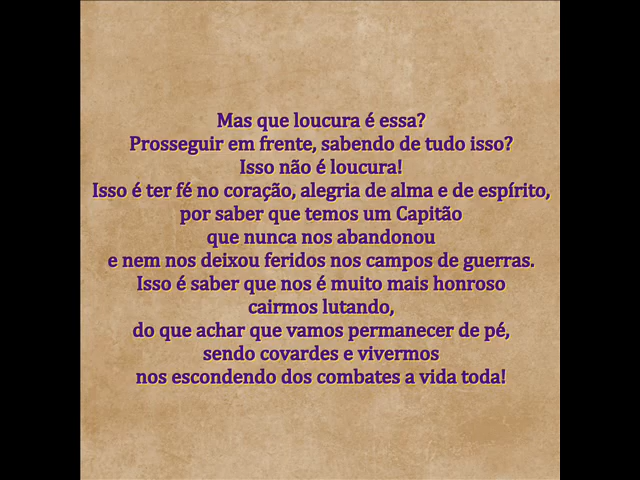 Mas que loucura é essa?
Prosseguir em frente, sabendo de tudo isso?
Isso não é loucura!
Isso é ter fé no coração, alegria de alma e de espírito,
por saber que temos um Capitão
que nunca nos abandonou
e nem nos deixou feridos nos campos de guerras.
Isso é saber que nos é muito mais honroso
cairmos lutando,
do que achar que vamos permanecer de pé,
sendo covardes e vivermos
nos escondendo dos combates a vida toda!